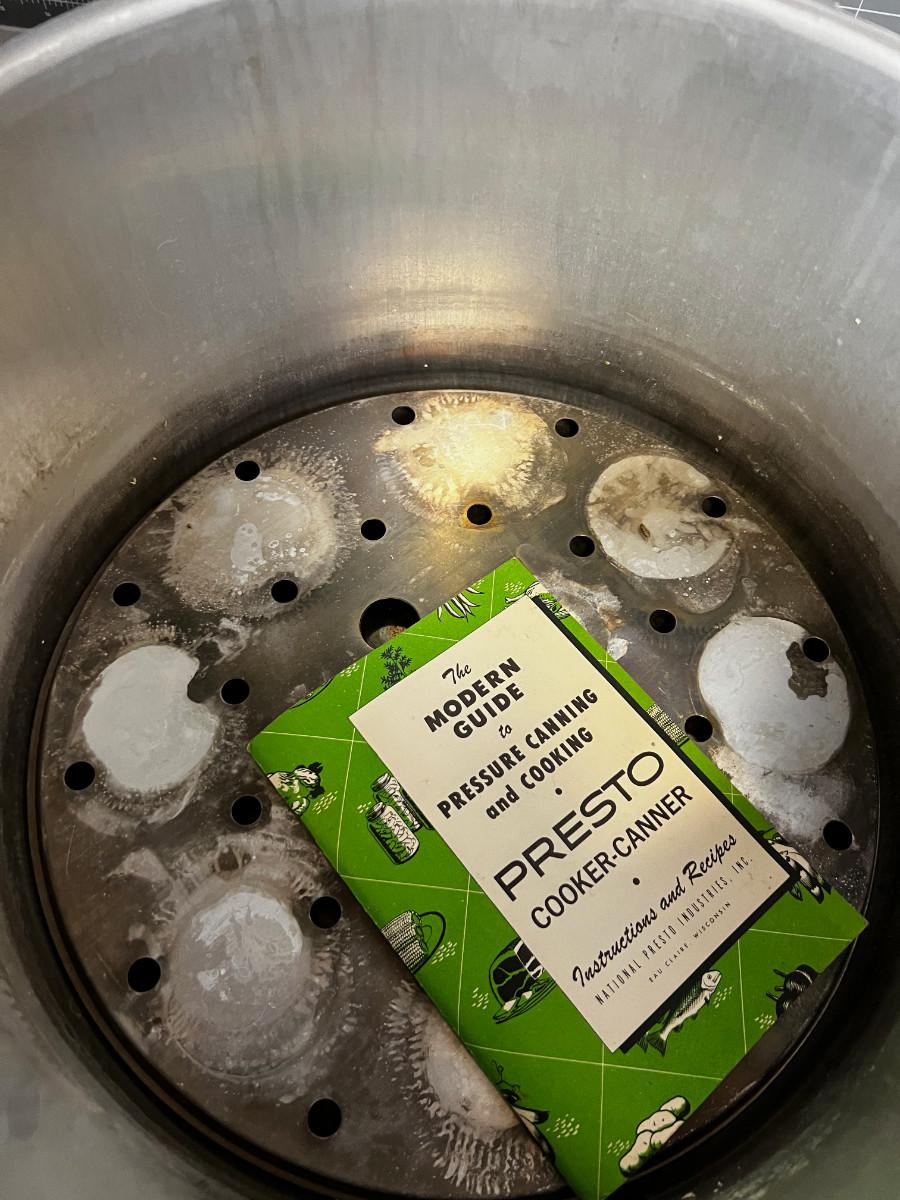 The
MODERN
GUIDE
to
PRESSURE CANNING
and COOKING
•
PRESTO
COOKER-CANNER
•
Instructions and Recipes
NATIONAL PRESTO INDUSTRIES, INC.
EAU CLAIRE, WISCONSIN